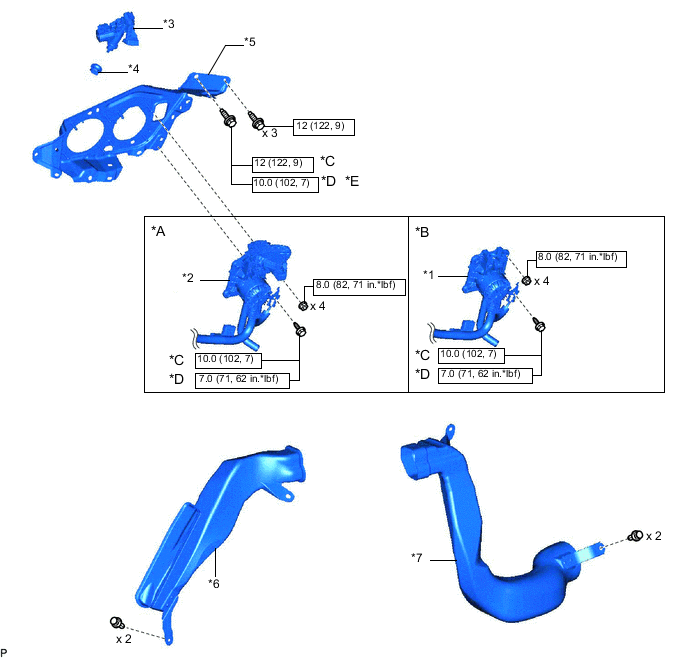 *3
*5
*4
12 (122, 9)
x 3
12 (122, 9)
*C
10.0 (102, 7)
*D *E
*A
*B
*2
8.0 (82, 71 in.*lbf)
x 4
*C
10.0 (102, 7)
*D
7.0 (71, 62 in.*lbf)
*1
8.0 (82, 71 in.*lbf)
x 4
*C
10.0 (102, 7)
*D
7.0 (71, 62 in.*lbf)
*6
x 2
*7
x 2
P